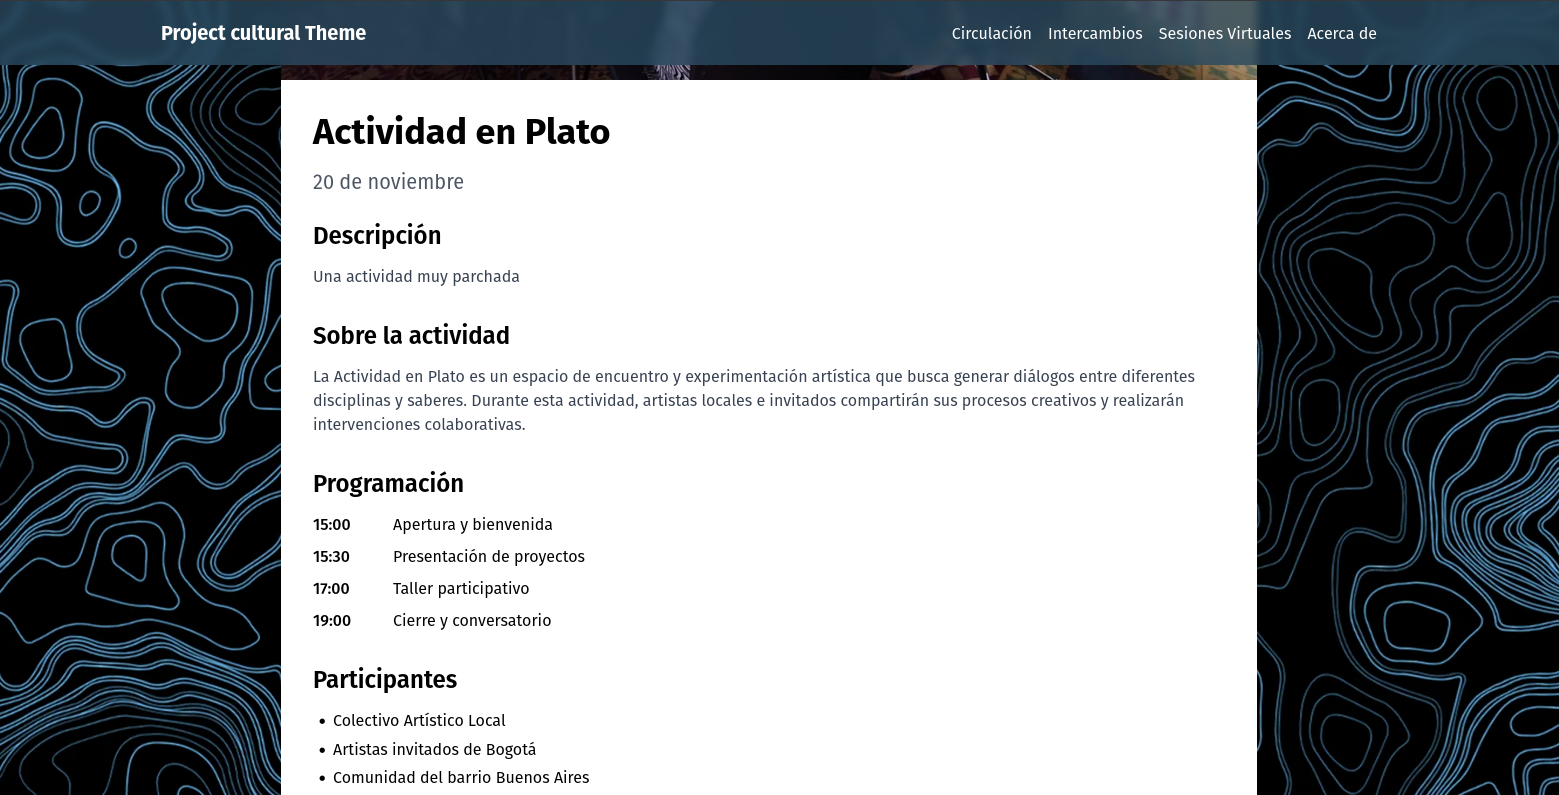 Project cultural Theme
Circulación Intercambios Sesiones Virtuales Acerca de
Actividad en Plato
20 de noviembre
Descripción
Una actividad muy parchada
Sobre la actividad
La Actividad en Plato es un espacio de encuentro y experimentación artística que busca generar diálogos entre diferentes
disciplinas y saberes. Durante esta actividad, artistas locales e invitados compartirán sus procesos creativos y realizarán
intervenciones colaborativas.
Programación
15:00 Apertura y bienvenida
15:30 Presentación de proyectos
17:00 Taller participativo
19:00 Cierre y conversatorio
Participantes
• Colectivo Artístico Local
• Artistas invitados de Bogotá
• Comunidad del barrio Buenos Aires